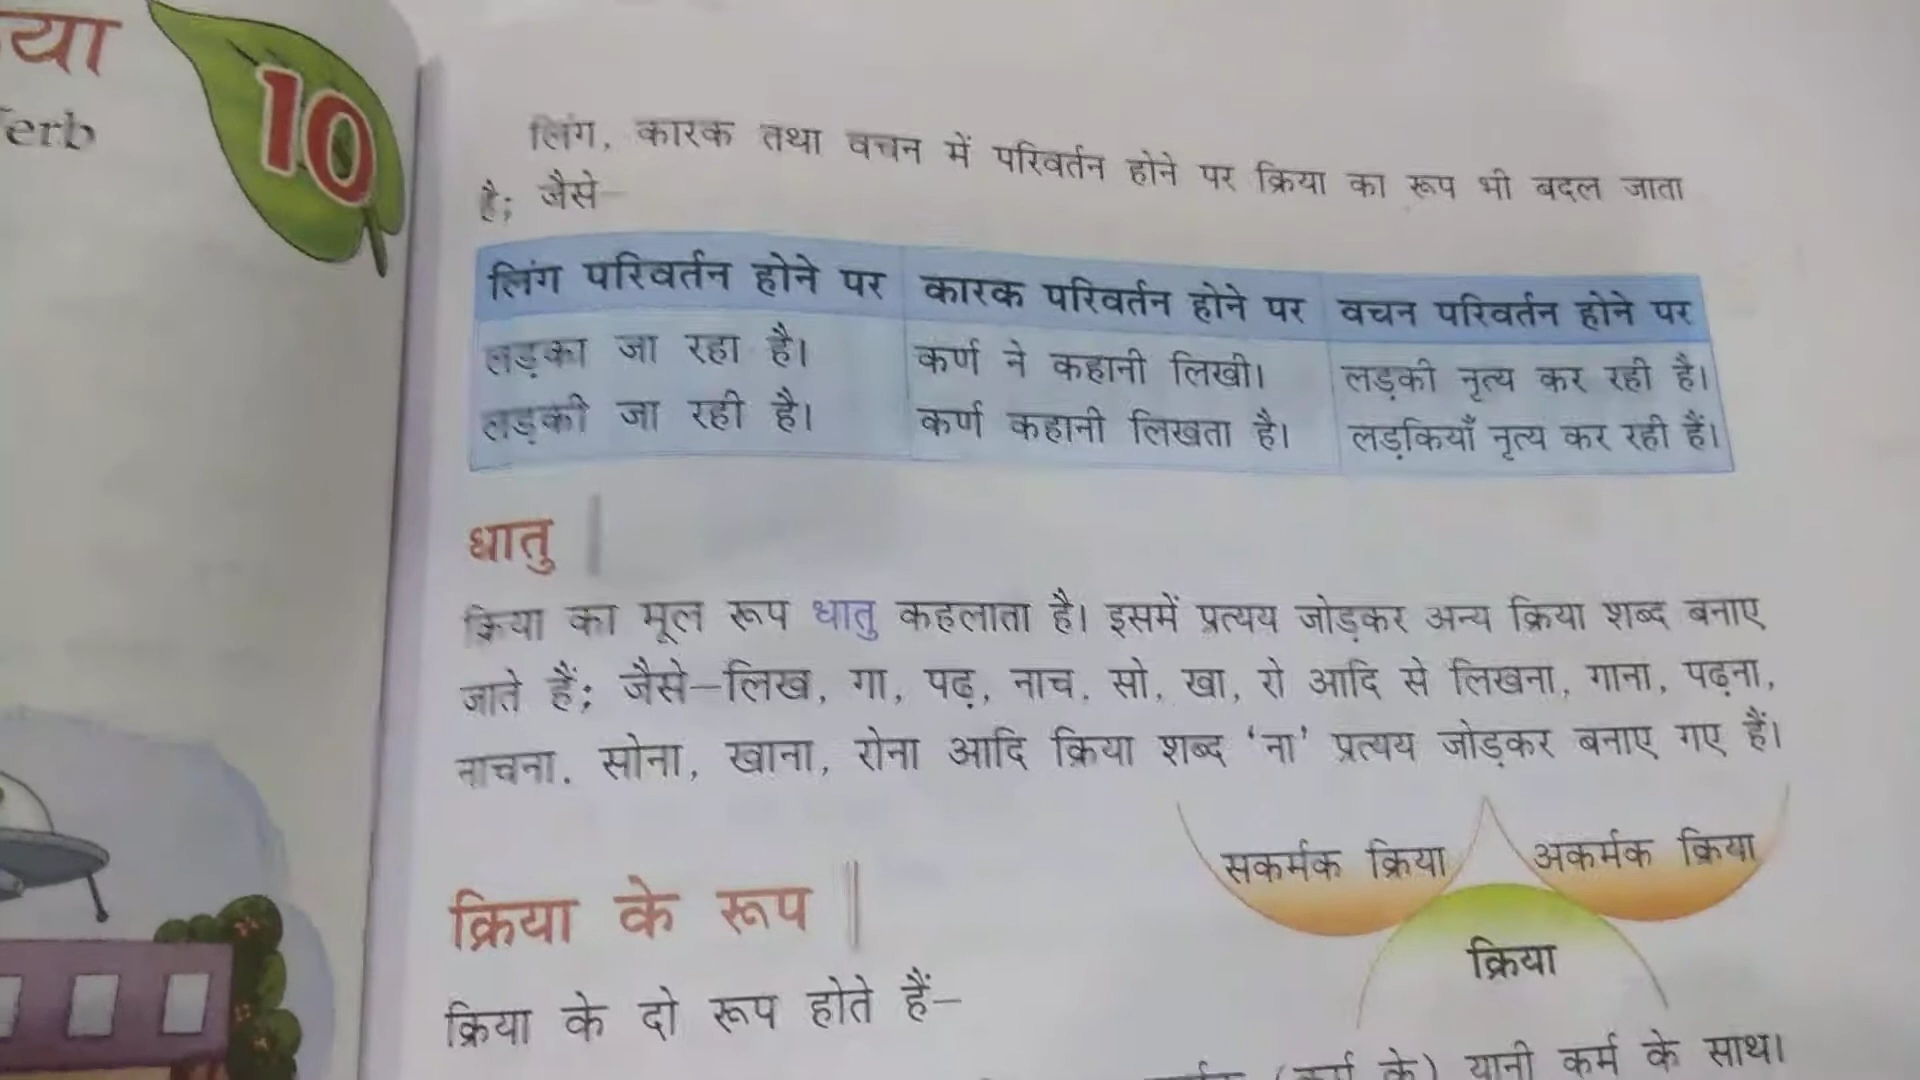 या
erb
10
लिंग, कारक तथा वचन में परिवर्तन होने पर क्रिया का रूप भी बदल जाता
है; जैसे–
लिंग परिवर्तन होने पर कारक परिवर्तन होने पर वचन परिवर्तन होने पर
लड़का जा रहा है। कर्ण ने कहानी लिखी। लड़की नृत्य कर रही है।
लड़की जा रही है। कर्ण कहानी लिखता है। लड़कियाँ नृत्य कर रही हैं।
धातु
क्रिया का मूल रूप धातु कहलाता है। इसमें प्रत्यय जोड़कर अन्य क्रिया शब्द बनाए
जाते हैं; जैसे–लिख, गा, पढ़, नाच, सो, खा, रो आदि से लिखना, गाना, पढ़ना,
नाचना, सोना, खाना, रोना आदि क्रिया शब्द ‘ना’ प्रत्यय जोड़कर बनाए गए हैं।
सकर्मक क्रिया अकर्मक क्रिया
क्रिया
क्रिया के रूप
क्रिया के दो रूप होते हैं–
(कर्म के) यानी कर्म के साथ।